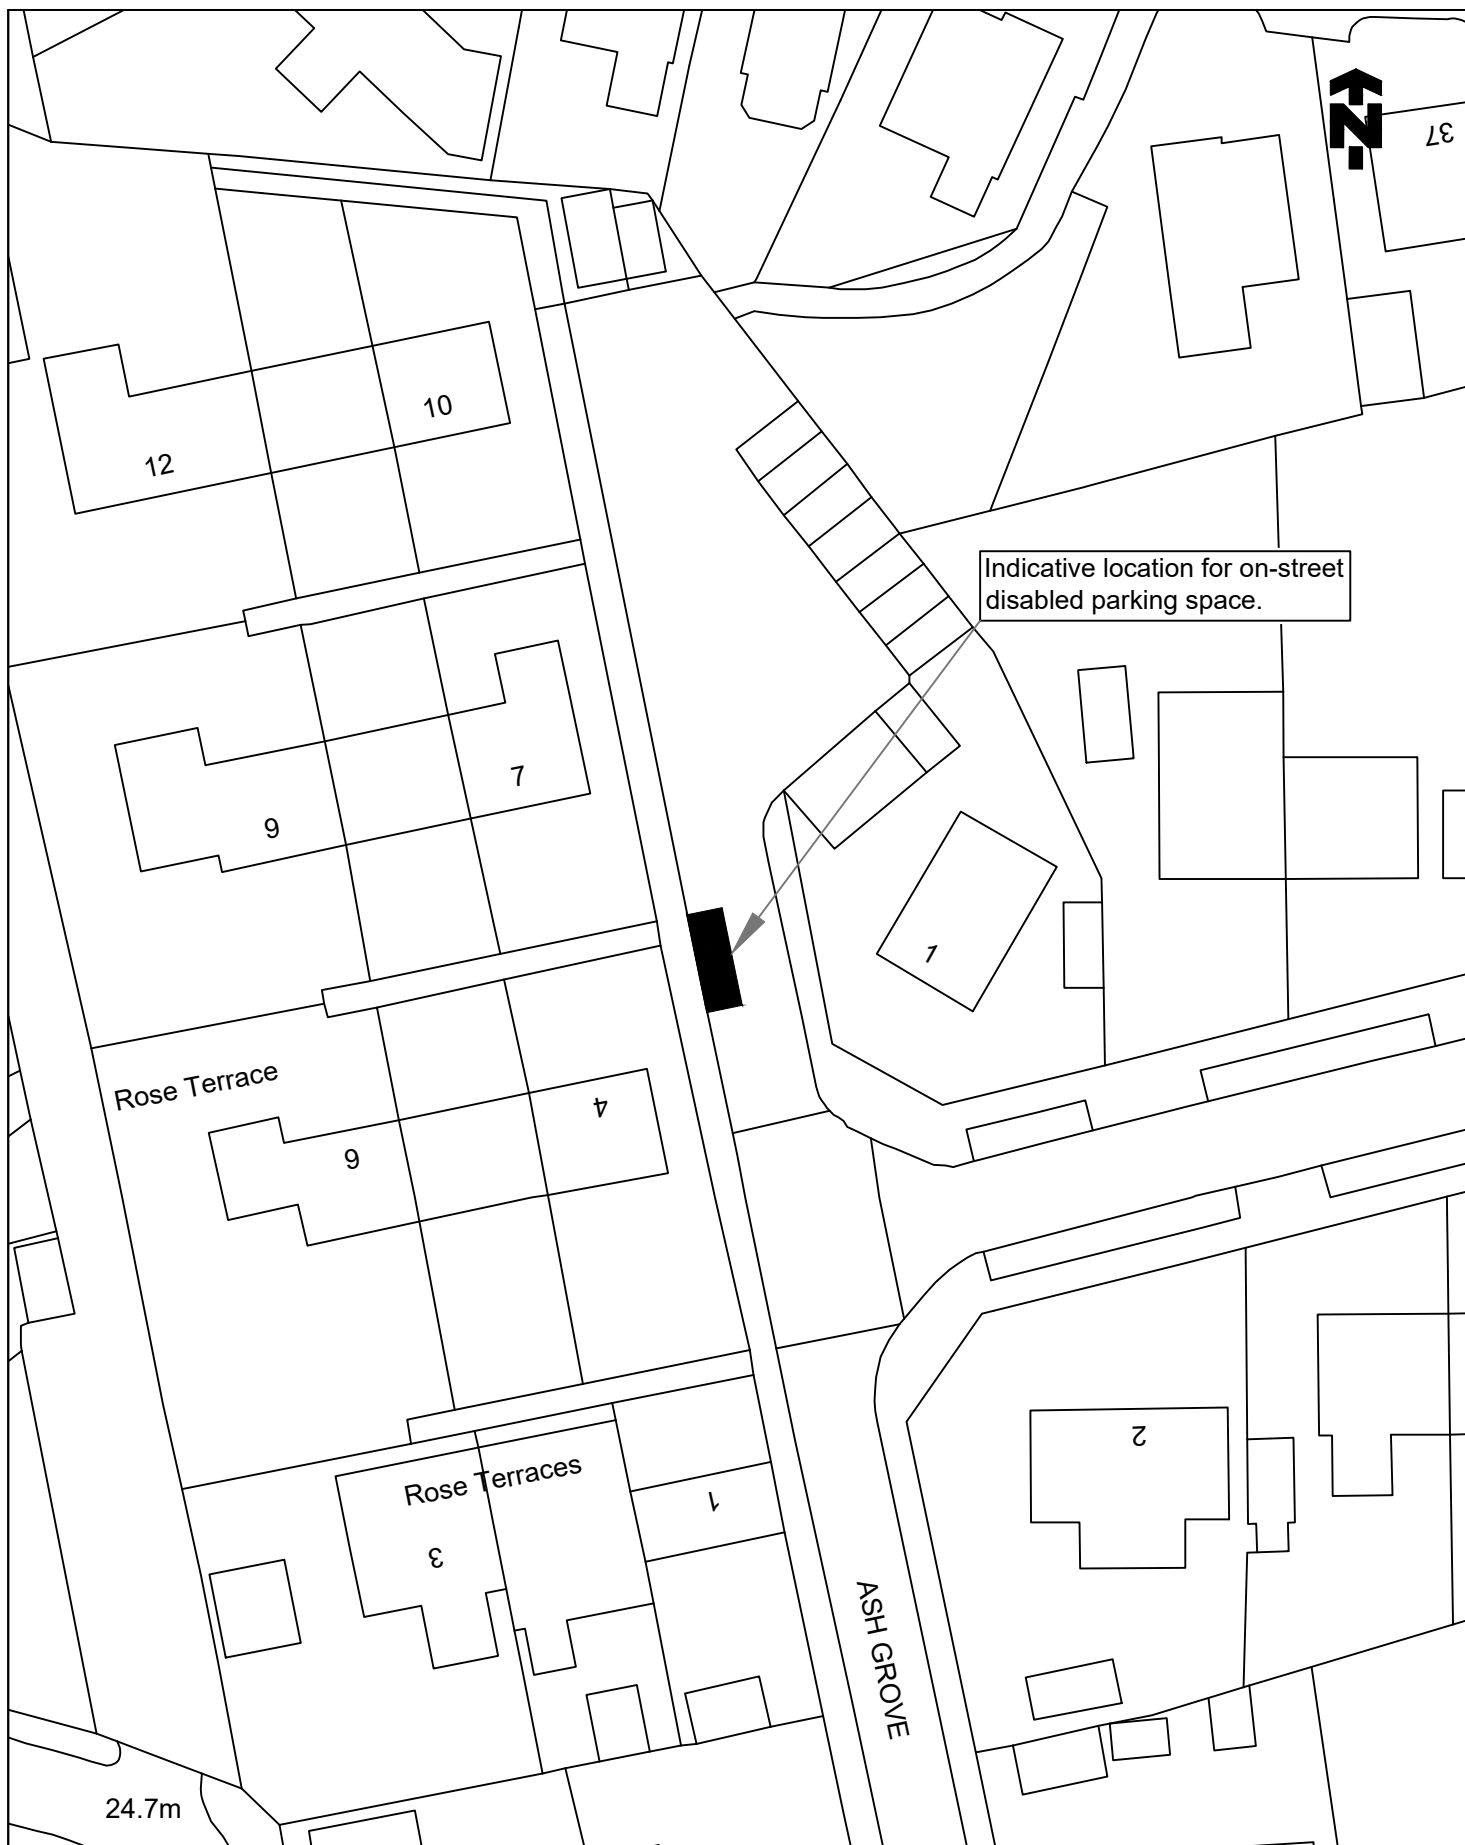 N
37
10
12
Indicative location for on-street
disabled parking space.
7
9
1
Rose Terrace
4
6
2
Rose Terraces
1
3
ASH GROVE
24.7m